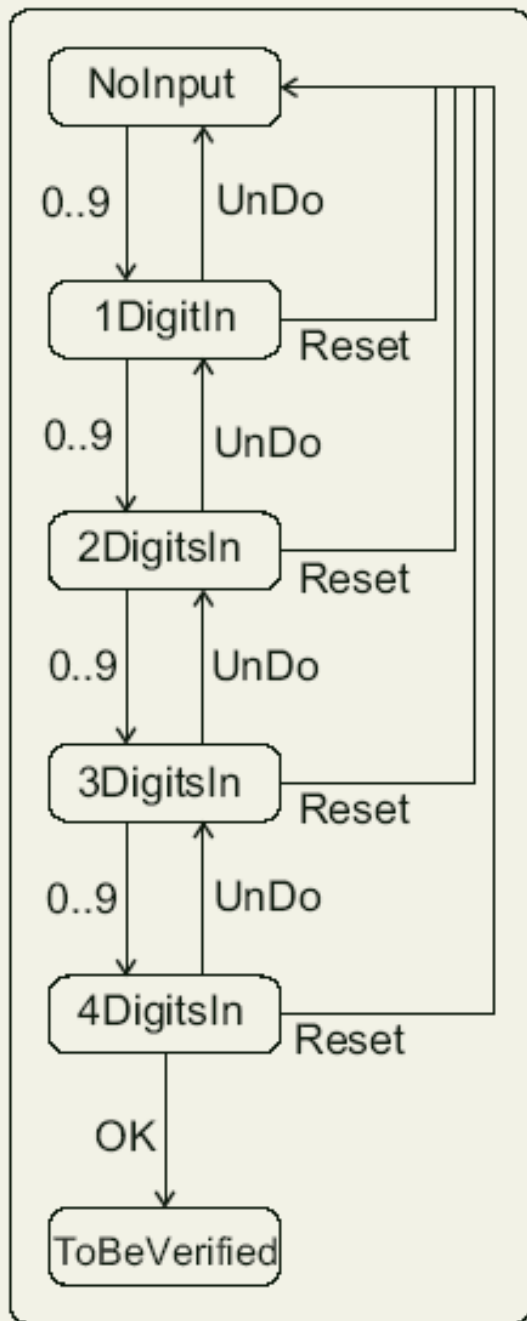 NoInput
0..9
UnDo
1DigitIn
Reset
0..9
UnDo
2DigitsIn
Reset
0..9
UnDo
3DigitsIn
Reset
0..9
UnDo
4DigitsIn
Reset
OK
ToBeVerified